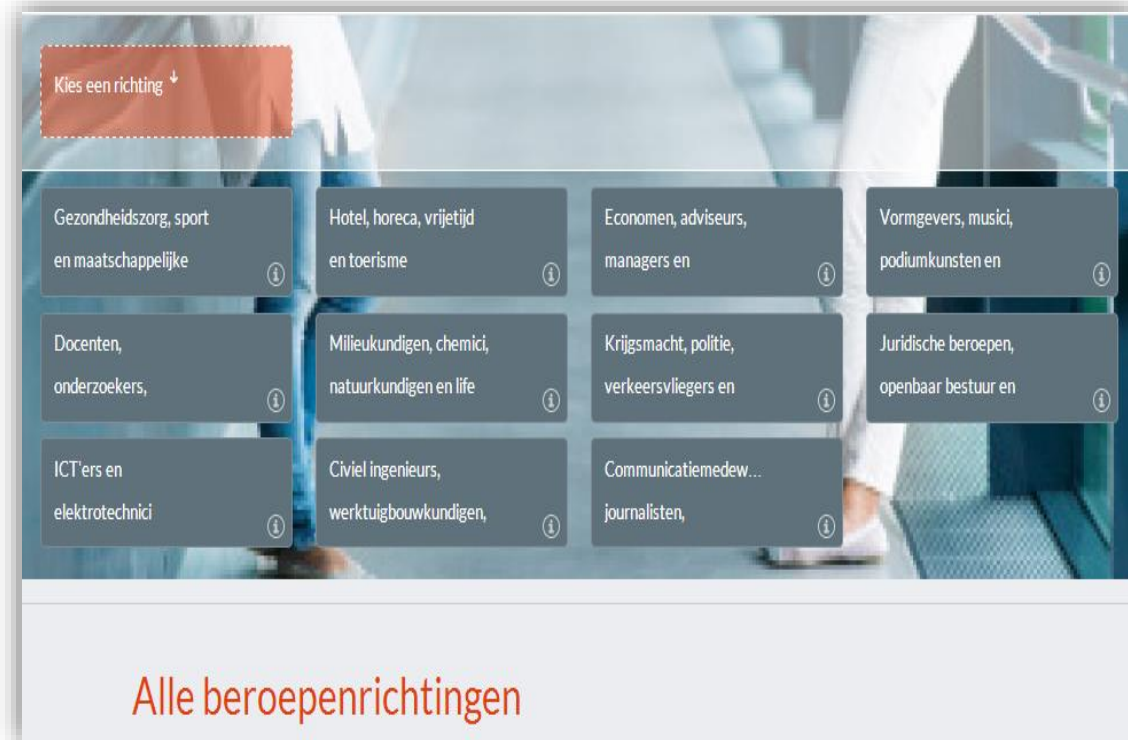 Kies een richting ↓
Gezondheidszorg, sport
en maatschappelijke
Hotel, horeca, vrijetijd
en toerisme
Economen, adviseurs,
managers en
Vormgevers, musici,
podiumkunsten en
Docenten,
onderzoekers,
Milieukundigen, chemici,
natuurkundigen en life
Krijgsmacht, politie,
verkeersvliegers en
Juridische beroepen,
openbaar bestuur en
ICT'ers en
elektrotechnici
Civiel ingenieurs,
werktuigbouwkundigen,
Communicatiemedew...
journalisten,
Alle beroepenrichtingen